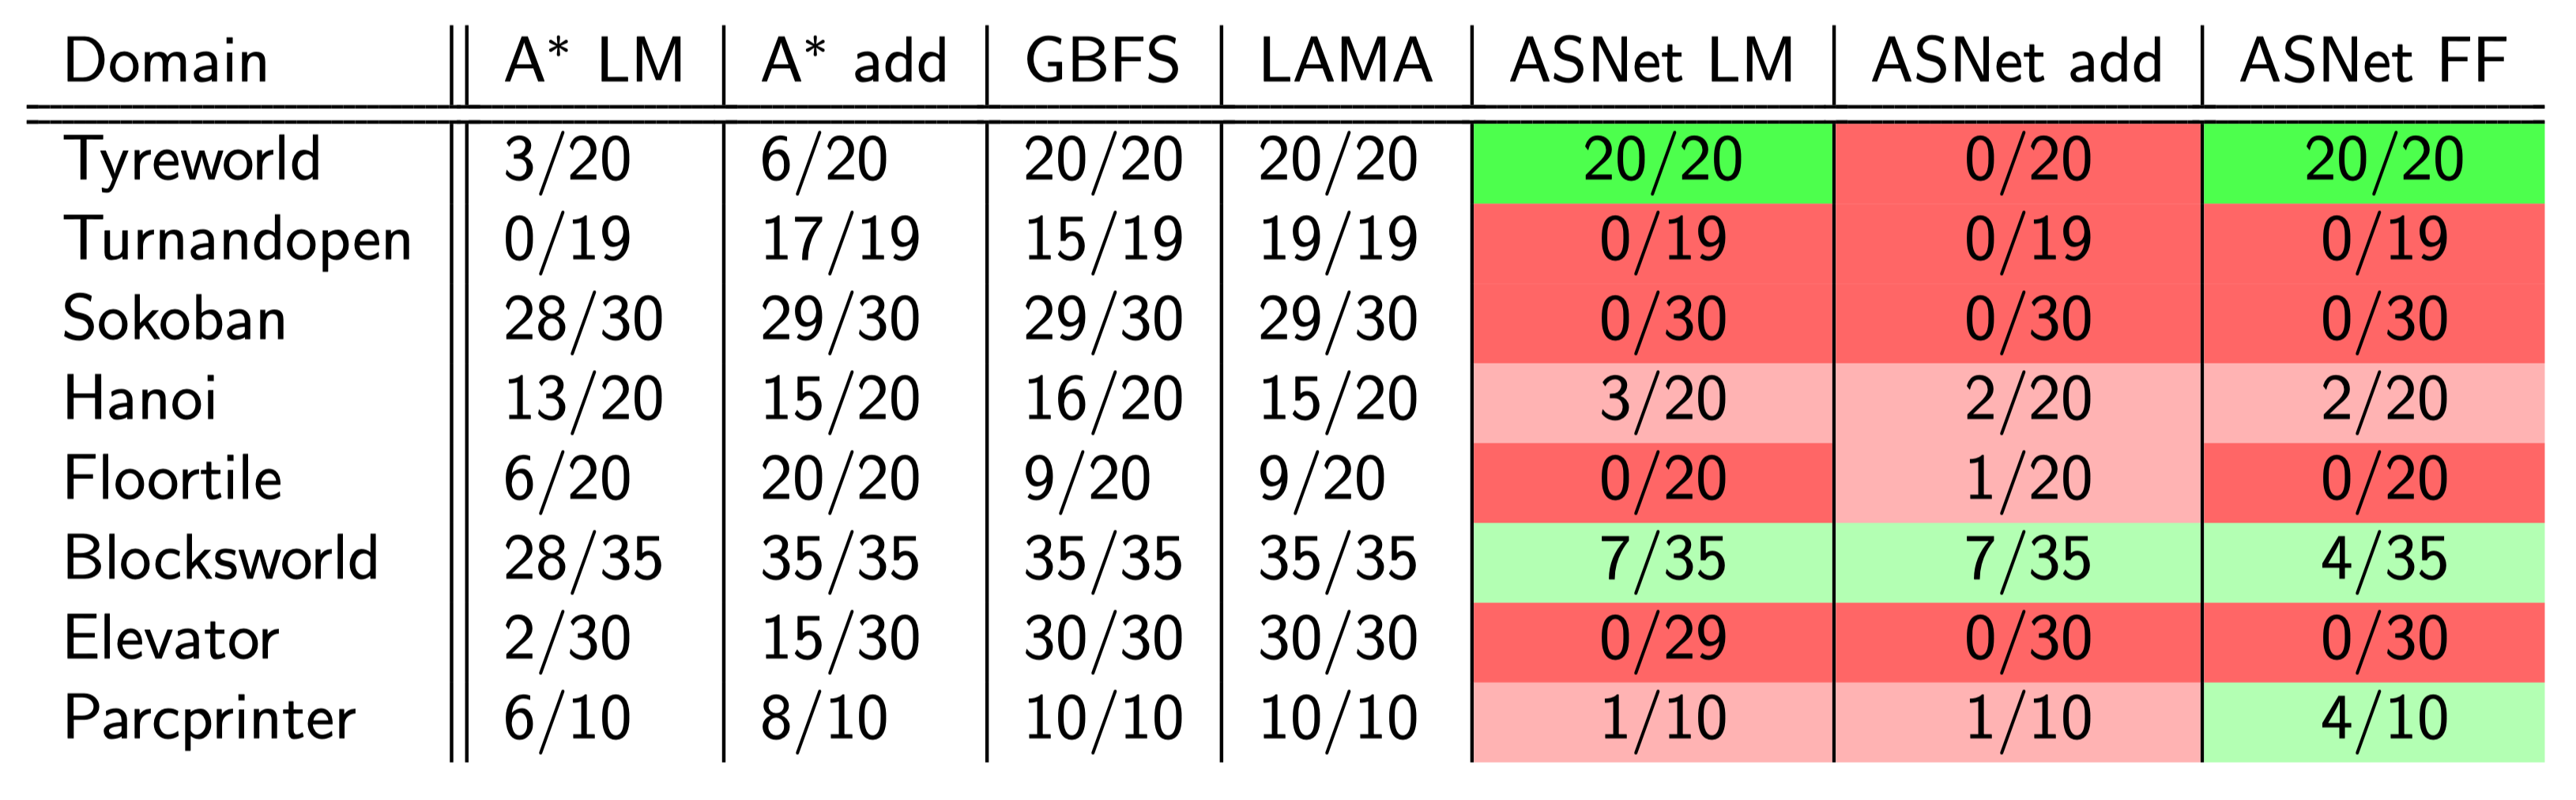 Domain A* LM A* add GBFS LAMA ASNet LM ASNet add ASNet FF
Tyreworld 3/20 6/20 20/20 20/20 20/20 0/20 20/20
Turnandopen 0/19 17/19 15/19 19/19 0/19 0/19 0/19
Sokoban 28/30 29/30 29/30 29/30 0/30 0/30 0/30
Hanoi 13/20 15/20 16/20 15/20 3/20 2/20 2/20
Floortile 6/20 20/20 9/20 9/20 0/20 1/20 0/20
Blocksworld 28/35 35/35 35/35 35/35 7/35 7/35 4/35
Elevator 2/30 15/30 30/30 30/30 0/29 0/30 0/30
Parcprinter 6/10 8/10 10/10 10/10 1/10 1/10 4/10